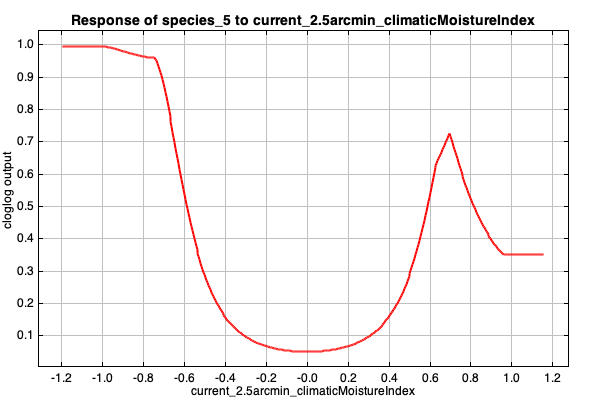 Response of species_5 to current_2.5arcmin_climaticMoistureIndex
1.0
0.9
0.8
0.7
0.6
0.5
0.4
0.3
0.2
0.1
cloglog output
-1.2 -1.0 -0.8 -0.6 -0.4 -0.2 -0.0 0.2 0.4 0.6 0.8 1.0 1.2
current_2.5arcmin_climaticMoistureIndex